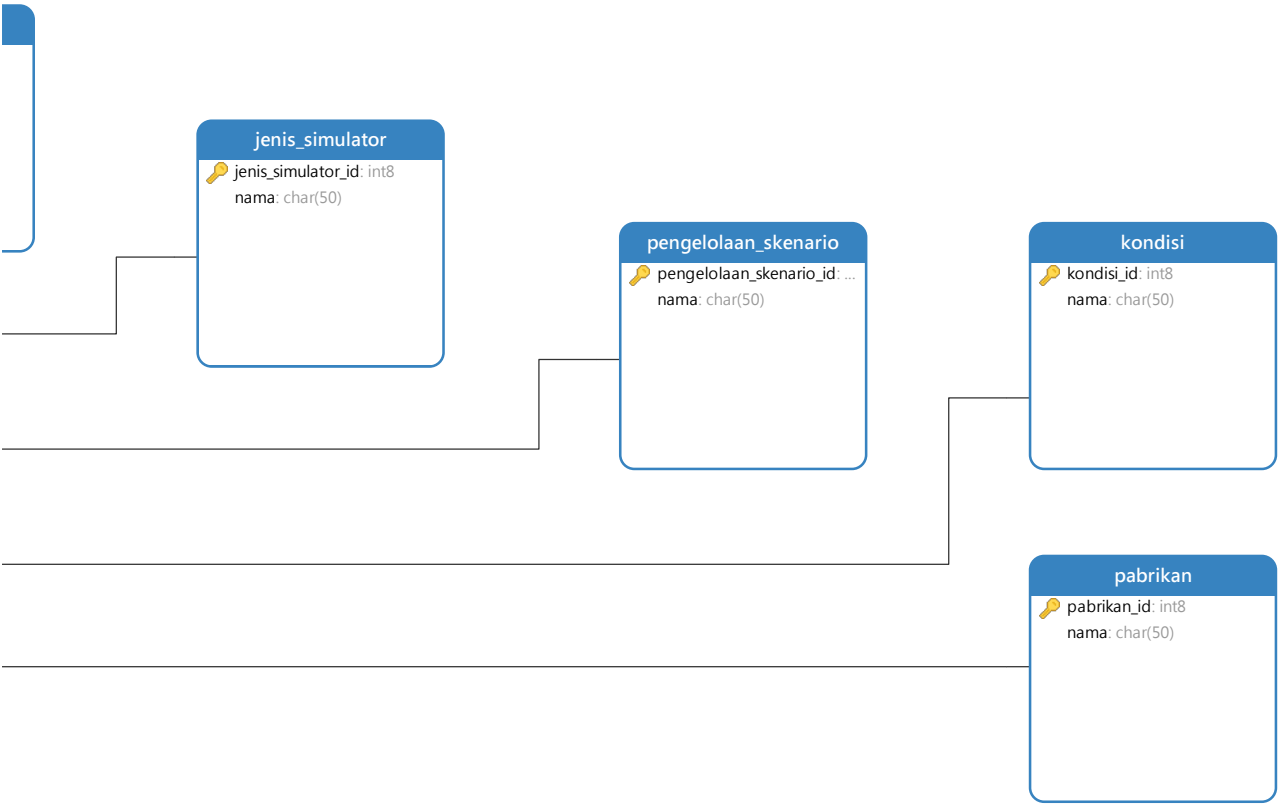 jenis_simulator
jenis_simulator_id: int8
nama: char(50)
pengelolaan_skenario
pengelolaan_skenario_id: ...
nama: char(50)
kondisi
kondisi_id: int8
nama: char(50)
pabrikan
pabrikan_id: int8
nama: char(50)